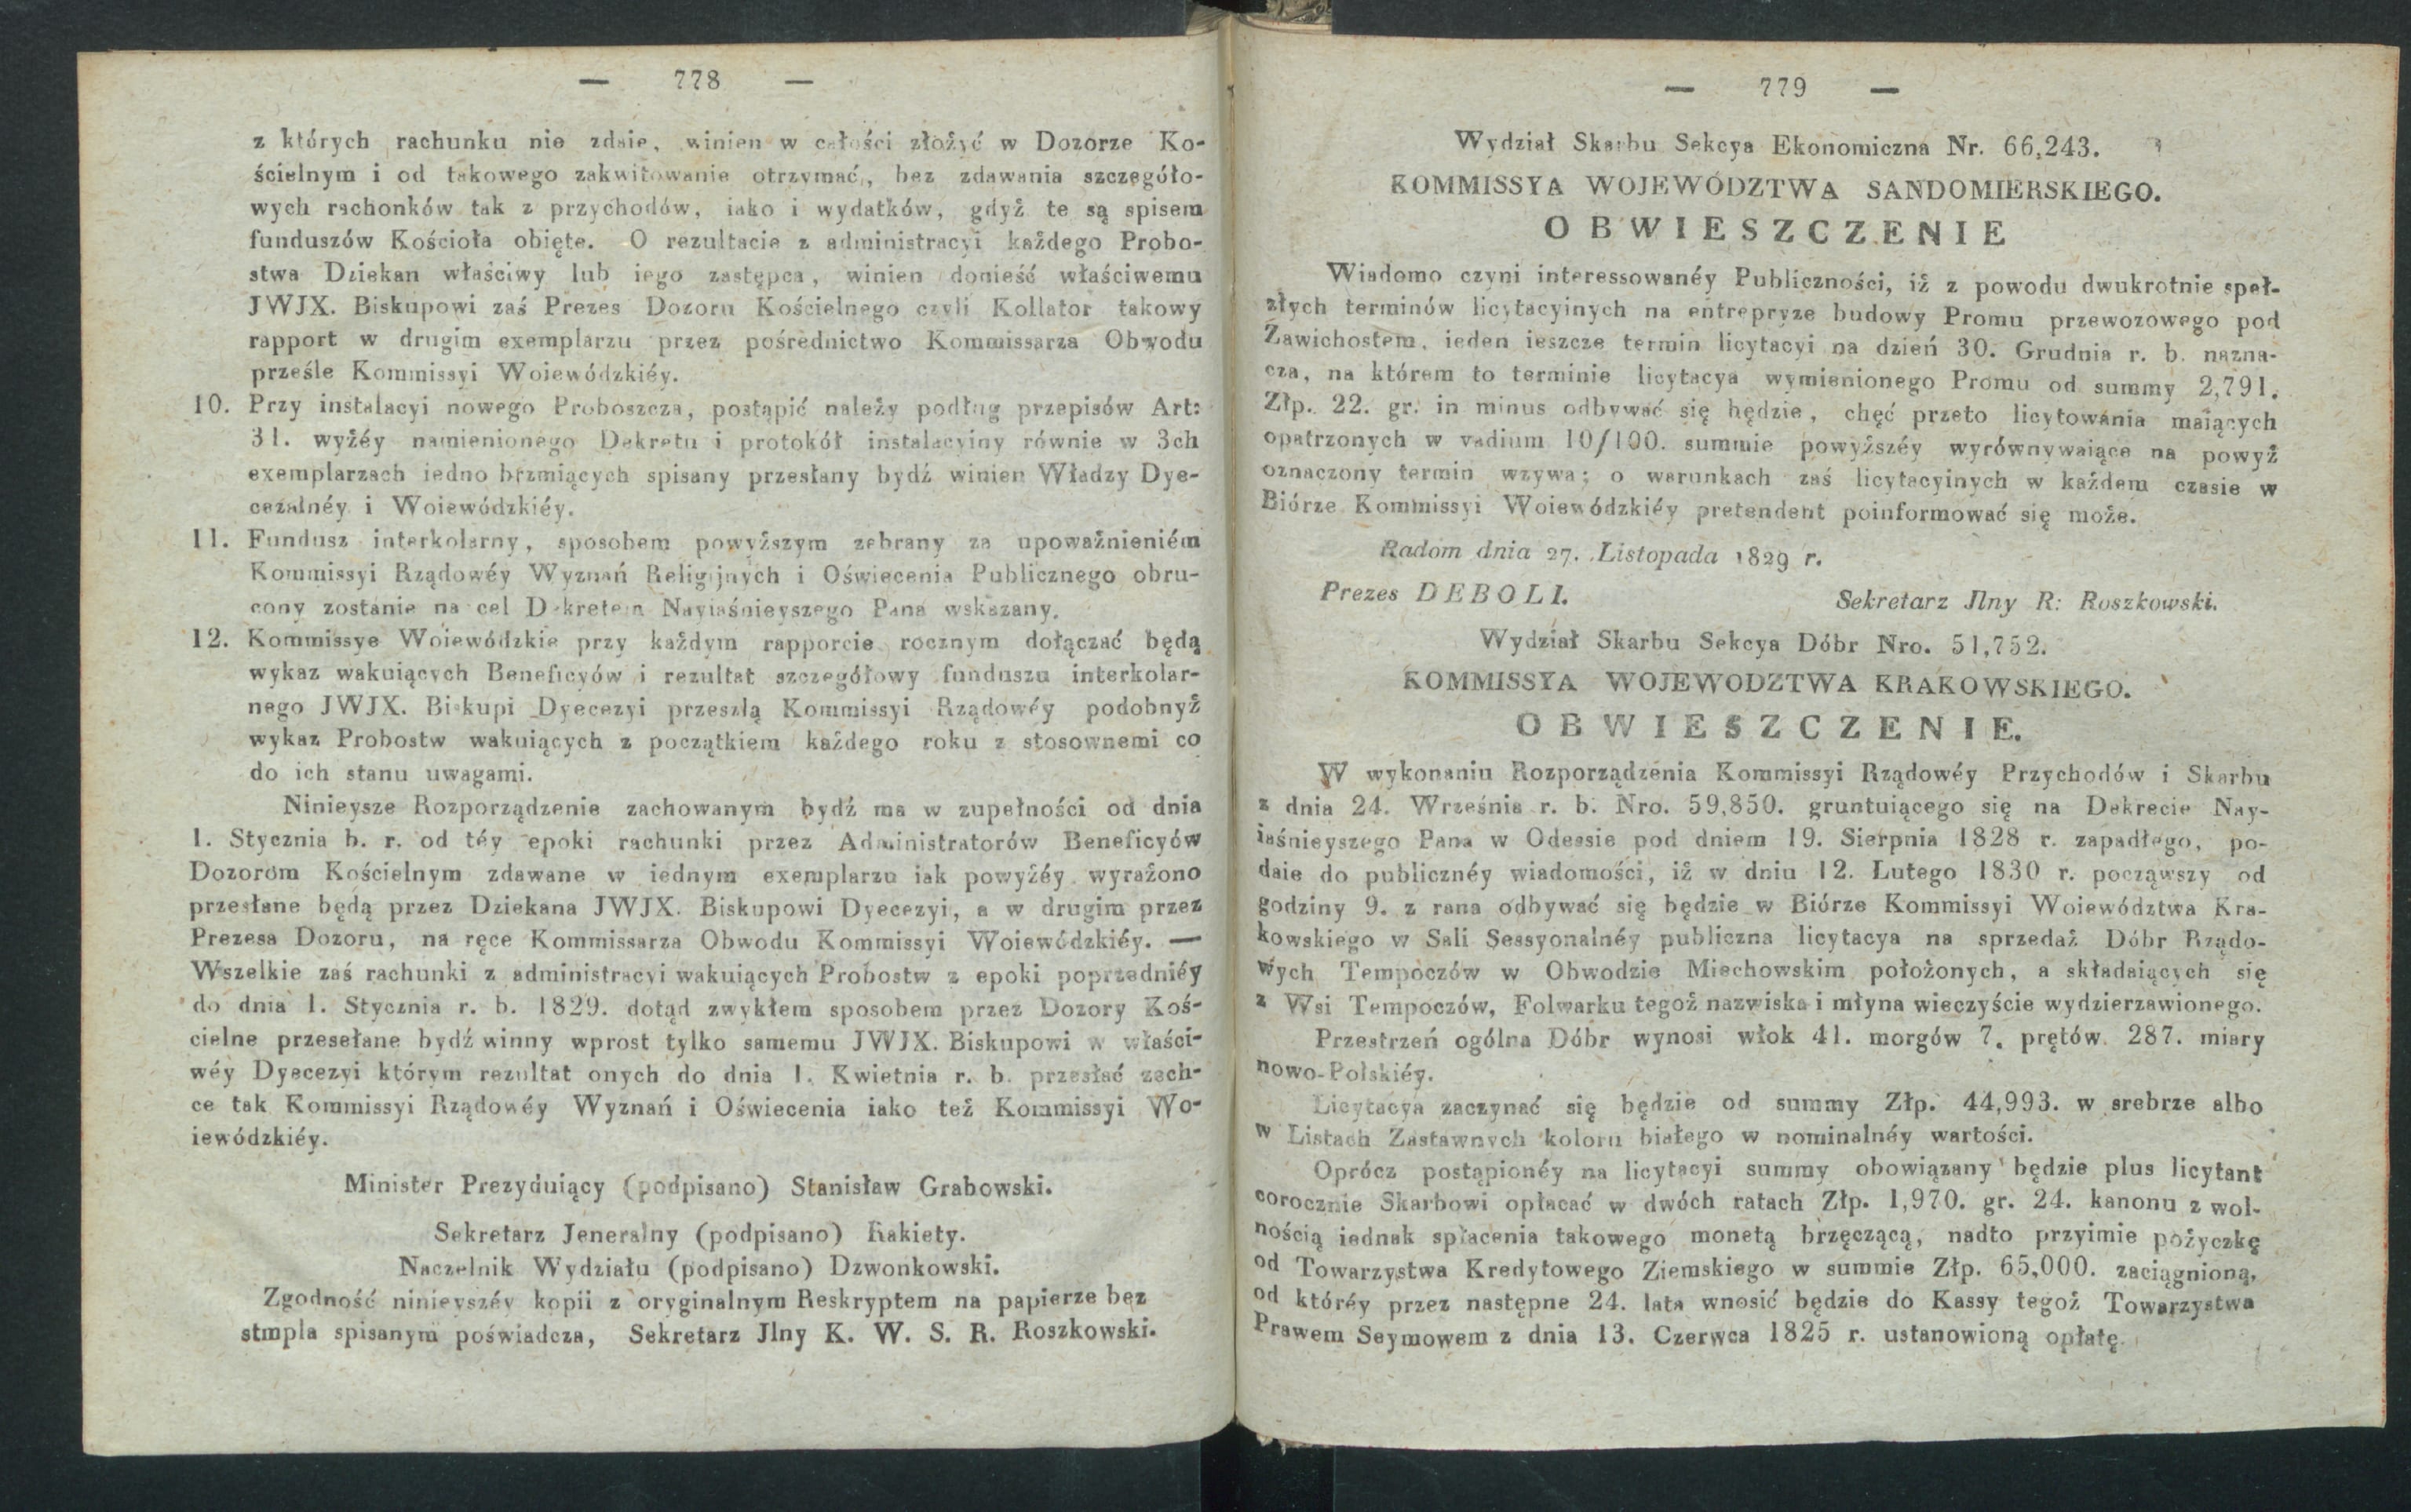 — 778 —
z których rachunku nie zdaie, winien w całości złożyć w Dozorze Ko-
ścielnym i od takowego zakwitowanie otrzymać, bez zdawania szczegóło-
wych rachonków tak z przychodów, iako i wydatków, gdyż te są spisem
funduszów Kościoła obięte. O rezultacie z administracyi każdego Probo-
stwa Dziekan właściwy lub iego zastępca, winien donieść właściwemu
JWJX. Biskupowi zaś Prezes Dozoru Kościelnego czyli Kollator takowy
rapport w drugim exemplarzu przez pośrednictwo Kommissarza Obwodu
prześle Kommissyi Woiewódzkiéy.
10. Przy instalacyi nowego Proboszcza, postąpić należy podług przepisów Art:
31. wyżéy namienionego Dekretu i protokół instalacyiny równie w 3ch
exemplarzach iedno brzmiących spisany przesłany bydź winien Władzy Dye-
cezalnéy i Woiewódzkiéy.
11. Fundusz interkolarny, sposobem powyższym zebrany za upoważnieniém
Kommissyi Rządowéy Wyznań Religijnych i Oświecenia Publicznego obru-
cony zostanie na cel Dekretem Nayiaśnieyszego Pana wskazany.
12. Kommissye Woiewódzkie przy każdym rapporcie rocznym dołączać będą
wykaz wakuiących Beneficyów i rezultat szczegółowy funduszu interkolar-
nego JWJX. Biskupi Dyecezyi przeszlą Kommissyi Rządowéy podobnyż
wykaz Probostw wakuiących z początkiem każdego roku z stosownemi co
do ich stanu uwagami.
Ninieysze Rozporządzenie zachowanym bydź ma w zupełności od dnia
1. Stycznia b. r. od téy epoki rachunki przez Administratorów Beneficyów
Dozorom Kościelnym zdawane w iednym exemplarzu iak powyżéy wyrażono
przesłane będą przez Dziekana JWJX. Biskupowi Dyecezyi, a w drugim przez
Prezesa Dozoru, na ręce Kommissarza Obwodu Kommissyi Woiewódzkiéy. —
Wszelkie zaś rachunki z administracyi wakuiących Probostw z epoki poprzedniéy
do dnia 1. Stycznia r. b. 1829. dotąd zwykłem sposobem przez Dozory Koś-
cielne przesełane bydź winny wprost tylko samemu JWJX. Biskupowi w właści-
wéy Dyecezyi którym rezultat onych do dnia 1. Kwietnia r. b. przesłać zech-
ce tak Kommissyi Rządowéy Wyznań i Oświecenia iako też Kommissyi Wo-
iewódzkiéy.
Minister Prezyduiący (podpisano) Stanisław Grabowski.
Sekretarz Jeneralny (podpisano) Rakiety.
Naczelnik Wydziału (podpisano) Dzwonkowski.
Zgodność ninieyszéy kopii z oryginalnym Reskryptem na papierze bez
stmpla spisanym poświadcza, Sekretarz Jlny K. W. S. R. Roszkowski.
— 779 —
Wydział Skarbu Sekcya Ekonomiczna Nr. 66,243.
KOMMISSYA WOJEWÓDZTWA SANDOMIERSKIEGO.
OBWIESZCZENIE
Wiadomo czyni interessowanéy Publiczności, iż z powodu dwukrotnie speł-
złych terminów licytacyinych na entrepryze budowy Promu przewozowego pod
Zawichostem, ieden ieszcze termin licytacyi na dzień 30. Grudnia r. b. nazna-
cza, na którem to terminie licytacya wymienionego Promu od summy 2,791.
Złp. 22. gr. in minus odbywać się hędzie, chęć przeto licytowania maiących
opatrzonych w vadium 10/100. summie powyższéy wyrównywaiące na powyż
oznaczony termin wzywa; o warunkach zaś licytacyinych w każdem czasie w
Biórze Kommissyi Woiewódzkiéy pretendent poinformować się może.
Radom dnia 27. Listopada 1829 r.
Prezes DEBOLI.
Sekretarz Jlny R: Roszkowski.
Wydział Skarbu Sekcya Dóbr Nro. 51,752.
KOMMISSYA WOJEWODZTWA KRAKOWSKIEGO.
OBWIESZCZENIE.
W wykonaniu Rozporządzenia Kommissyi Rządowéy Przychodów i Skarbu
z dnia 24. Września r. b. Nro. 59,850. gruntuiącego się na Dekrecie Nay-
iaśnieyszego Pana w Odessie pod dniem 19. Sierpnia 1828 r. zapadłego, po-
daie do publicznéy wiadomości, iż w dniu 12. Lutego 1830 r. począwszy od
godziny 9. z rana odbywać się będzie w Biórze Kommissyi Woiewództwa Kra-
kowskiego w Sali Sessyonalnéy publiczna licytacya na sprzedaż Dóbr Rządo-
wych Tempoczów w Obwodzie Miechowskim położonych, a składaiących się
z Wsi Tempoczów, Folwarku tegoż nazwiska i młyna wieczyście wydzierzawionego.
Przestrzeń ogólna Dóbr wynosi włok 41. morgów 7. prętów 287. miary
nowo-Polskiéy.
Licytacya zaczynać się będzie od summy Złp. 44,993. w srebrze albo
w Listach Zastawnych koloru białego w nominalnéy wartości.
Oprócz postąpionéy na licytacyi summy obowiązany będzie plus licytant
corocznie Skarbowi opłacać w dwóch ratach Złp. 1,970. gr. 24. kanonu z wol-
nością iednak spłacenia takowego monetą brzęczącą, nadto przyimie pożyczkę
od Towarzystwa Kredytowego Ziemskiego w summie Złp. 65,000. zaciągnioną,
od któréy przez następne 24. lata wnosić będzie do Kassy tegoż Towarzystwa
Prawem Seymowem z dnia 13. Czerwca 1825 r. ustanowioną opłatę.